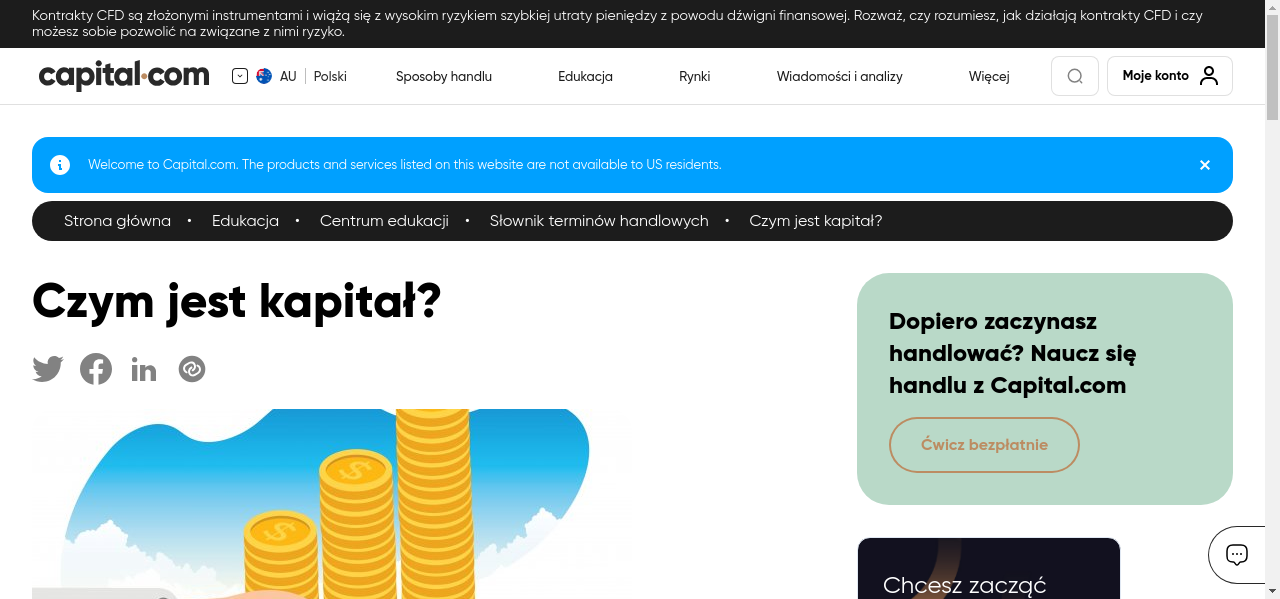 Kontrakty CFD są złożonymi instrumentami i wiążą się z wysokim ryzykiem szybkiej utraty pieniędzy z powodu dźwigni finansowej. Rozważ, czy rozumiesz, jak działają kontrakty CFD i czy
możesz sobie pozwolić na związane z nimi ryzyko.
capital.com
AU
Polski
Sposoby handlu
Edukacja
Rynki
Wiadomości i analizy
Więcej
Moje konto
Welcome to Capital.com. The products and services listed on this website are not available to US residents.
Strona główna • Edukacja • Centrum edukacji • Słownik terminów handlowych • Czym jest kapitał?
Czym jest kapitał?
Dopiero zaczynasz
handlować? Naucz się
handlu z Capital.com
Ćwicz bezpłatnie
Chcesz zacząć